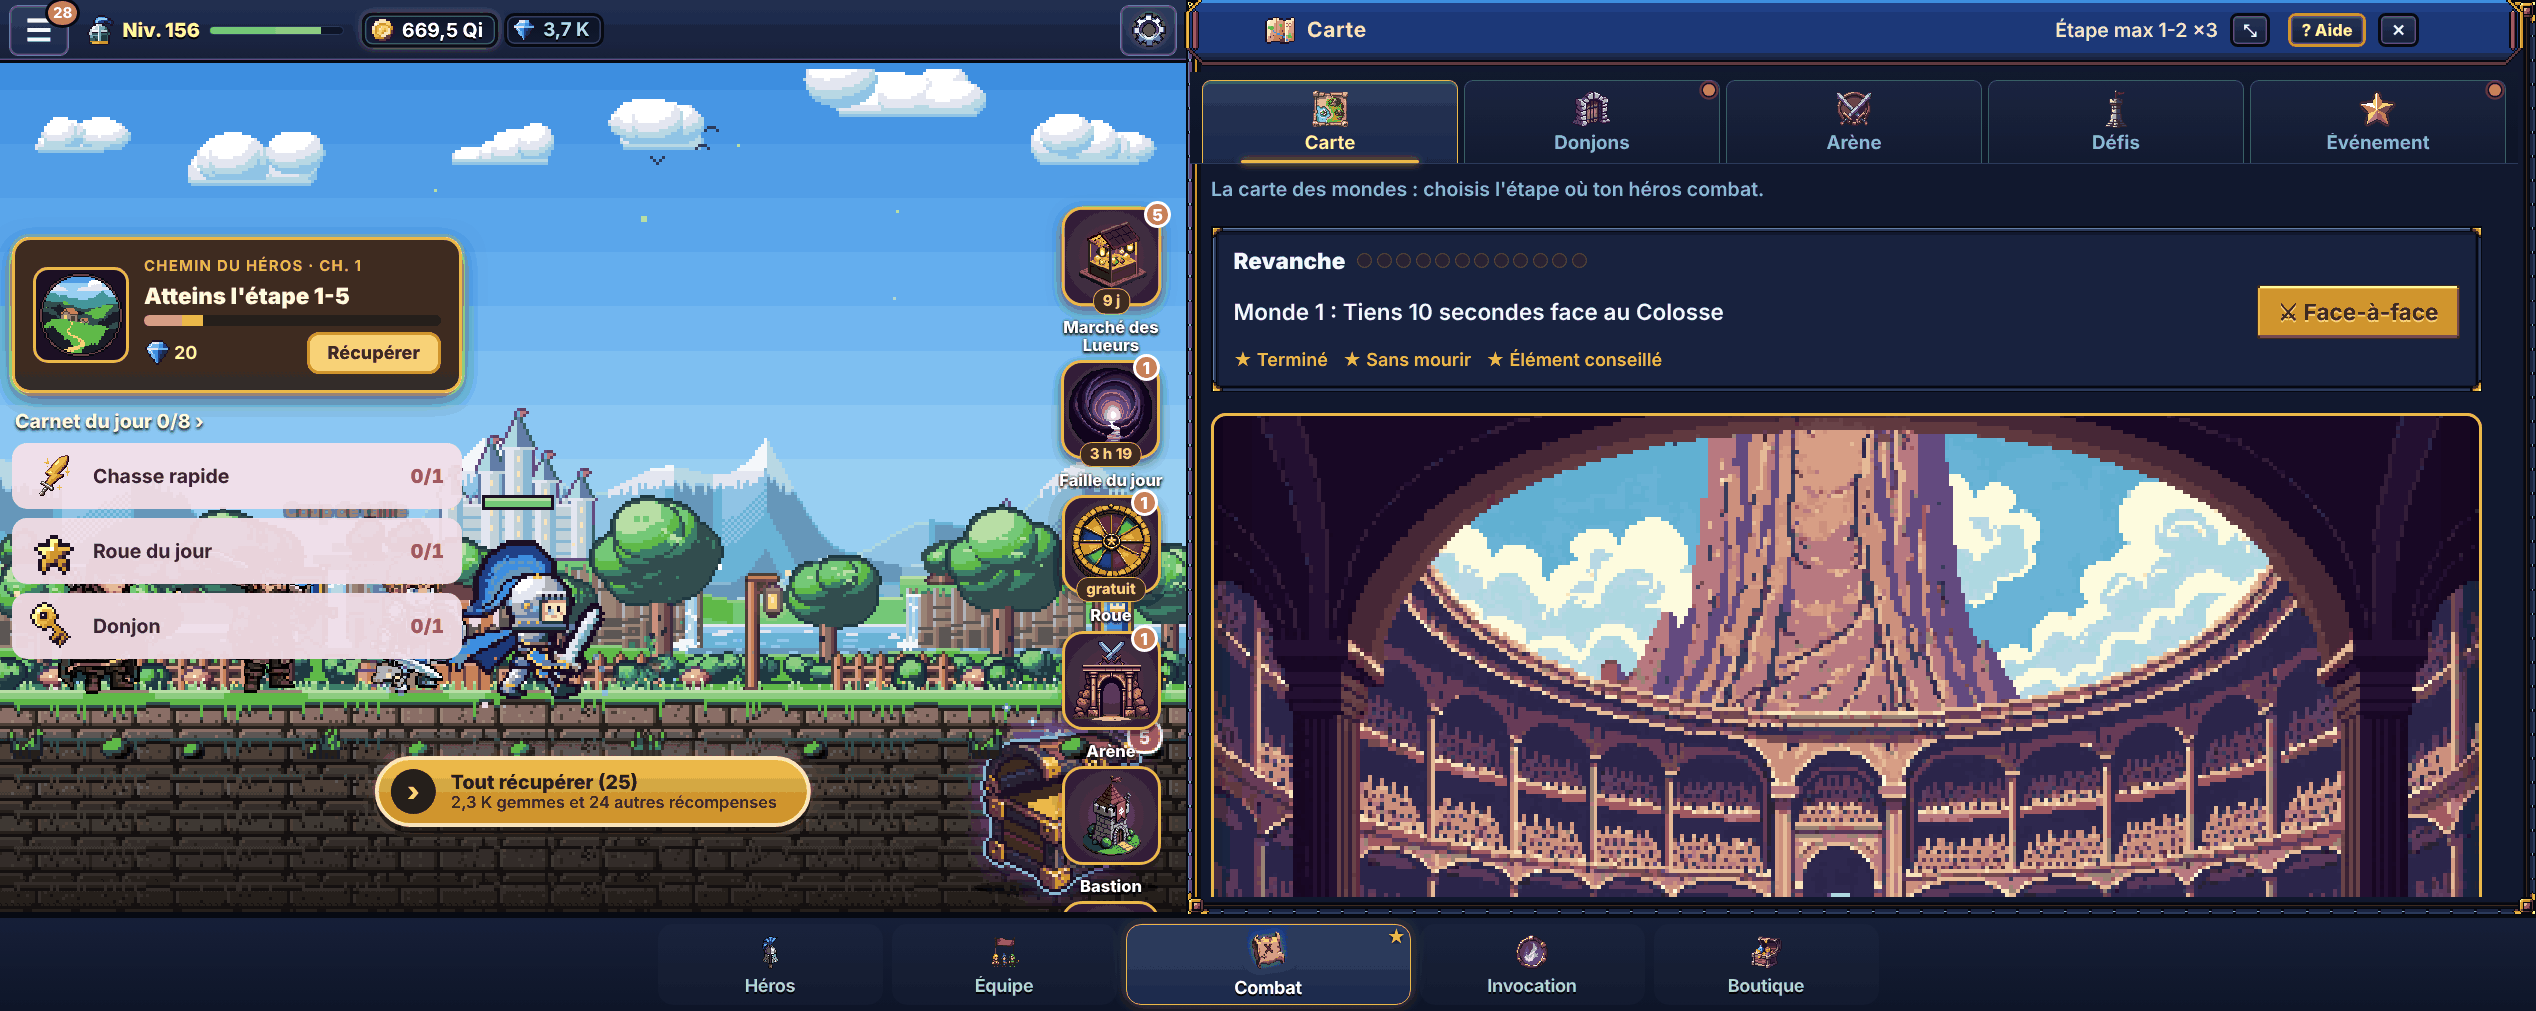 28
Niv. 156
669,5 Qi
3,7 K
Carte
Étape max 1-2 ×3
? Aide
Carte
Donjons
Arène
Défis
Événement
La carte des mondes : choisis l'étape où ton héros combat.
Revanche
Monde 1 : Tiens 10 secondes face au Colosse
⚔ Face-à-face
★ Terminé ★ Sans mourir ★ Élément conseillé
CHEMIN DU HÉROS · CH. 1
Atteins l'étape 1-5
20
Récupérer
Carnet du jour 0/8 ›
Chasse rapide 0/1
Roue du jour 0/1
Donjon 0/1
5
9 j
Marché des
Lueurs
1
3 h 19
Faille du jour
1
gratuit
Roue
1
Arène
5
Bastion
Tout récupérer (25)
2,3 K gemmes et 24 autres récompenses
Héros
Équipe
Combat
Invocation
Boutique